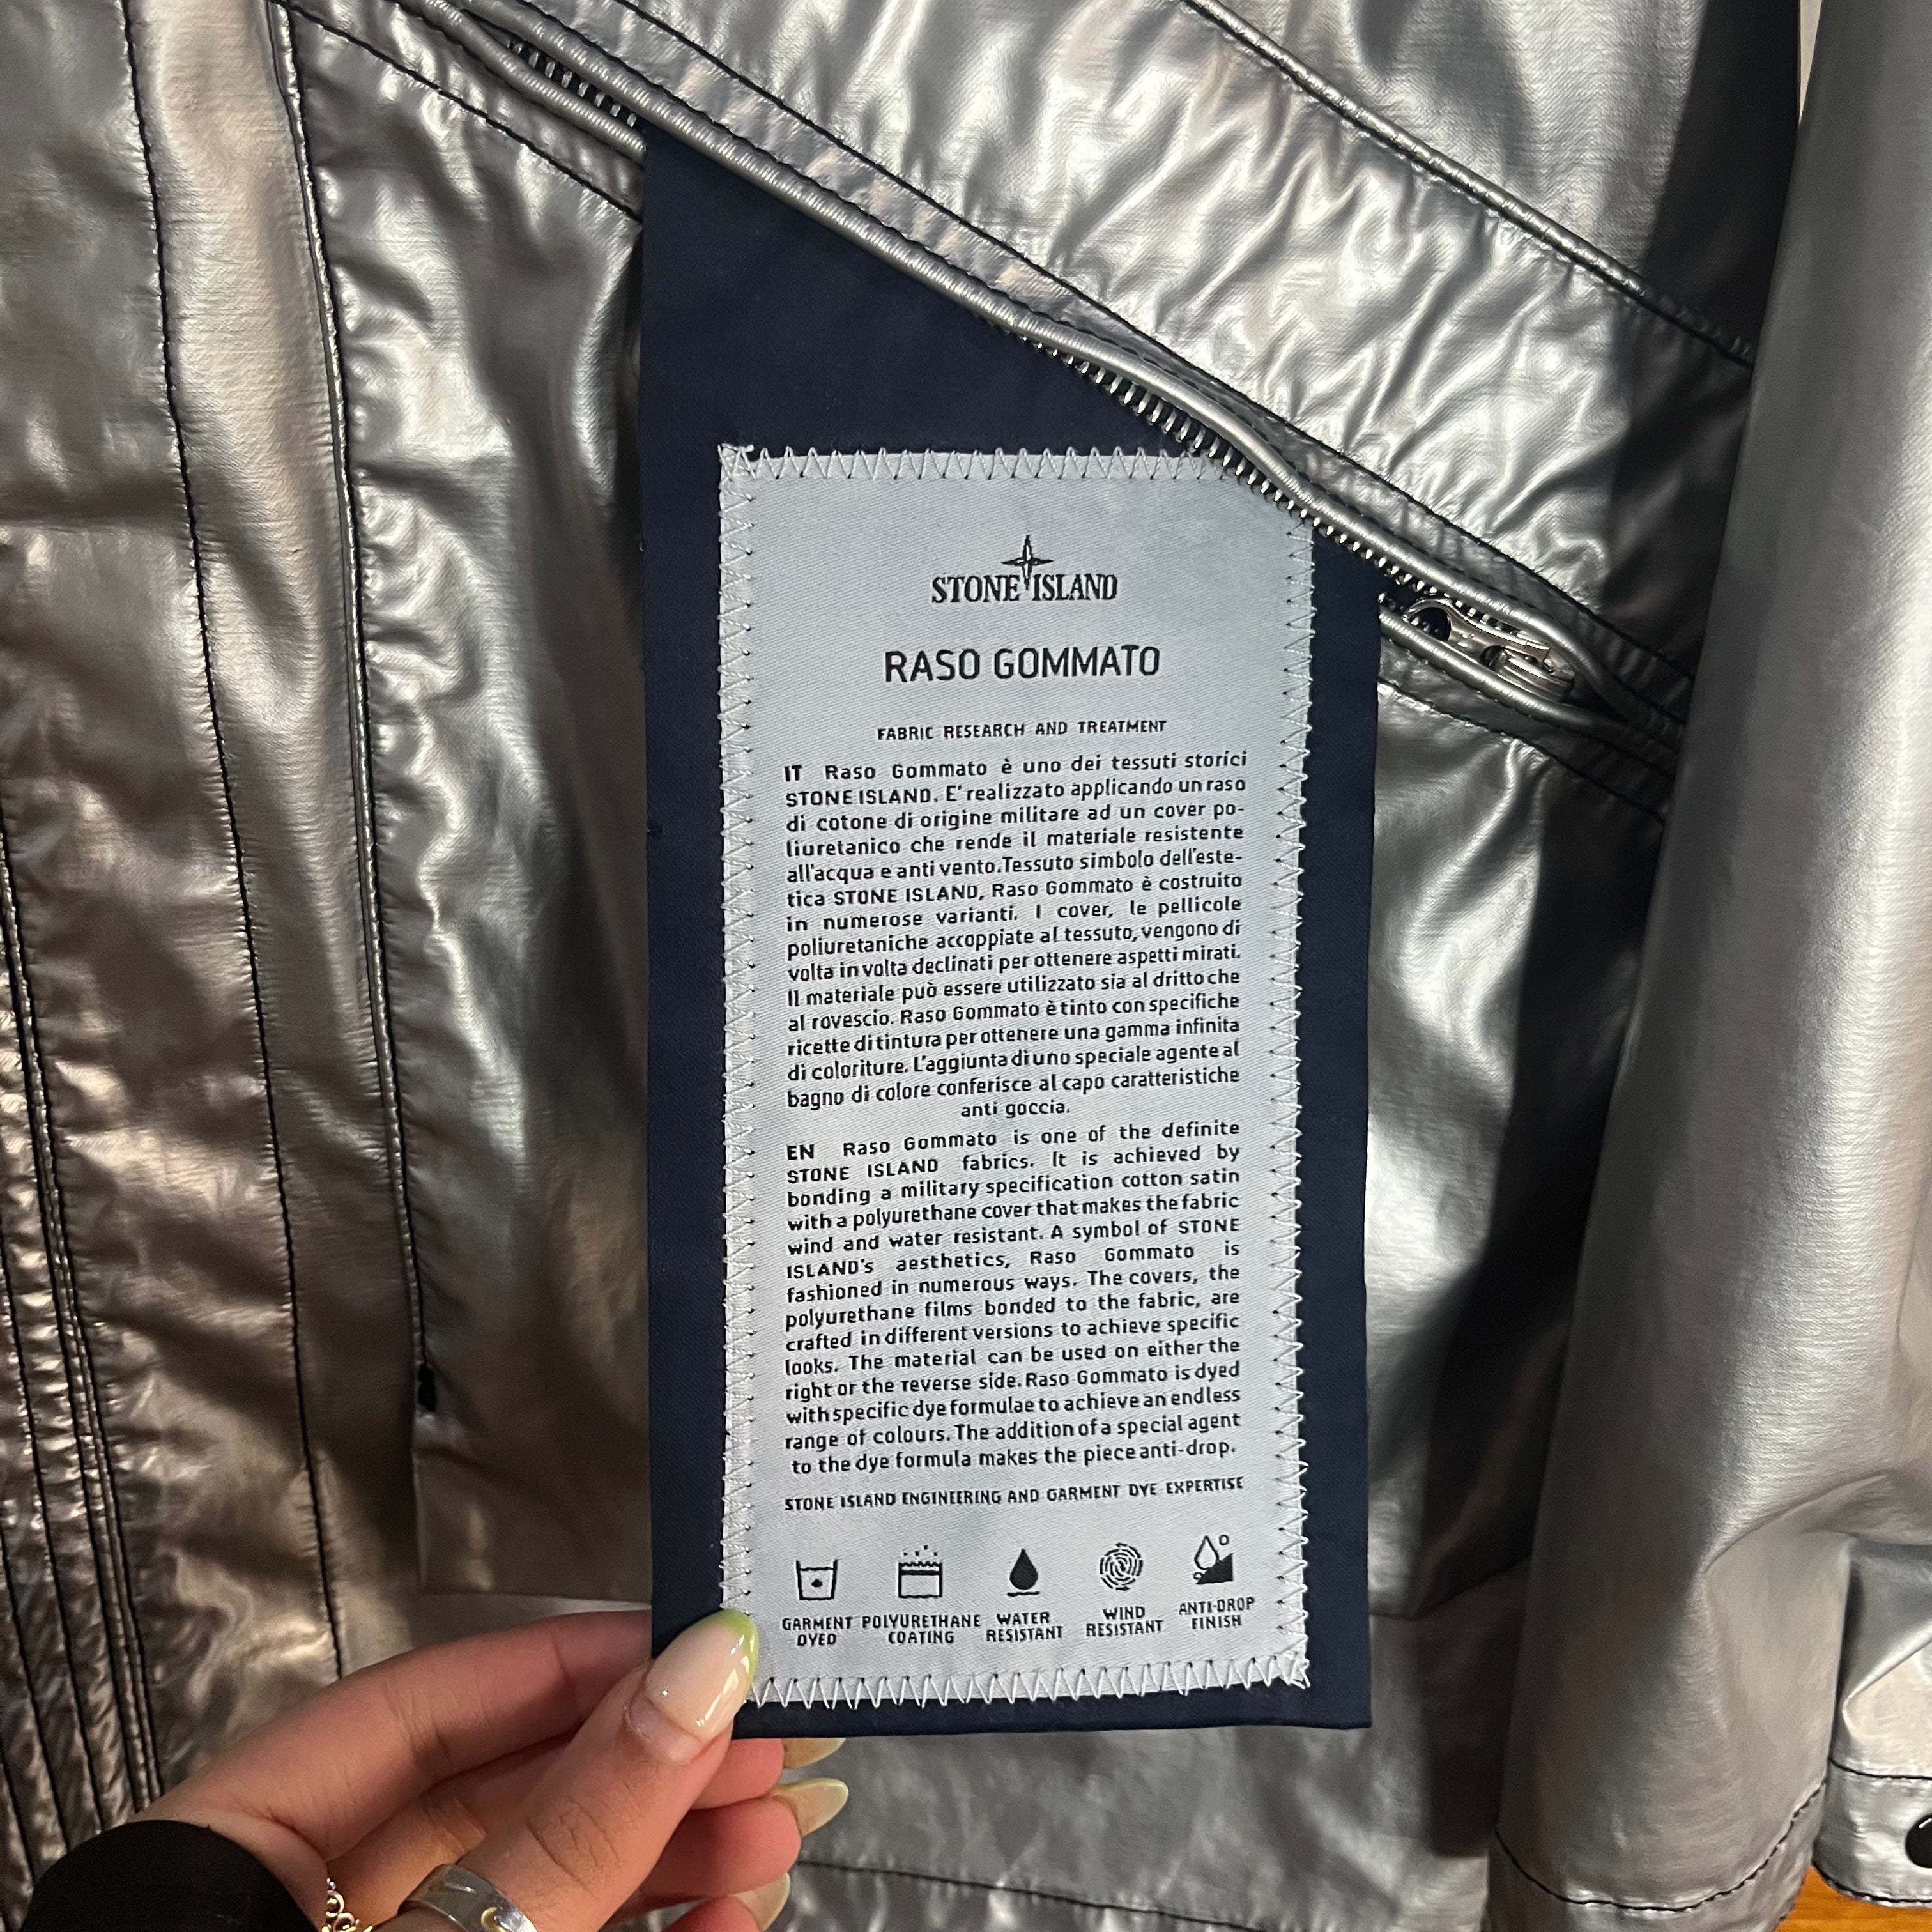 STONE ISLAND
RASO GOMMATO
FABRIC RESEARCH AND TREATMENT
IT Raso Gommato è uno dei tessuti storici
STONE ISLAND. E' realizzato applicando un raso
di cotone di origine militare ad un cover po-
liuretanico che rende il materiale resistente
all'acqua e anti vento. Tessuto simbolo dell'este-
tica STONE ISLAND, Raso Gommato è costruito
in numerose varianti. I cover, le pellicole
poliuretaniche accoppiate al tessuto, vengono di
volta in volta declinati per ottenere aspetti mirati.
Il materiale può essere utilizzato sia al dritto che
al rovescio. Raso Gommato è tinto con specifiche
ricette di tintura per ottenere una gamma infinita
di coloriture. L'aggiunta di uno speciale agente al
bagno di colore conferisce al capo caratteristiche
anti goccia.
EN Raso Gommato is one of the definite
STONE ISLAND fabrics. It is achieved by
bonding a military specification cotton satin
with a polyurethane cover that makes the fabric
wind and water resistant. A symbol of STONE
ISLAND's aesthetics, Raso Gommato is
fashioned in numerous ways. The covers, the
polyurethane films bonded to the fabric, are
crafted in different versions to achieve specific
looks. The material can be used on either the
right or the reverse side. Raso Gommato is dyed
with specific dye formulae to achieve an endless
range of colours. The addition of a special agent
to the dye formula makes the piece anti-drop.
STONE ISLAND ENGINEERING AND GARMENT DYE EXPERTISE
GARMENT DYED
POLYURETHANE COATING
WATER RESISTANT
WIND RESISTANT
ANTI-DROP FINISH